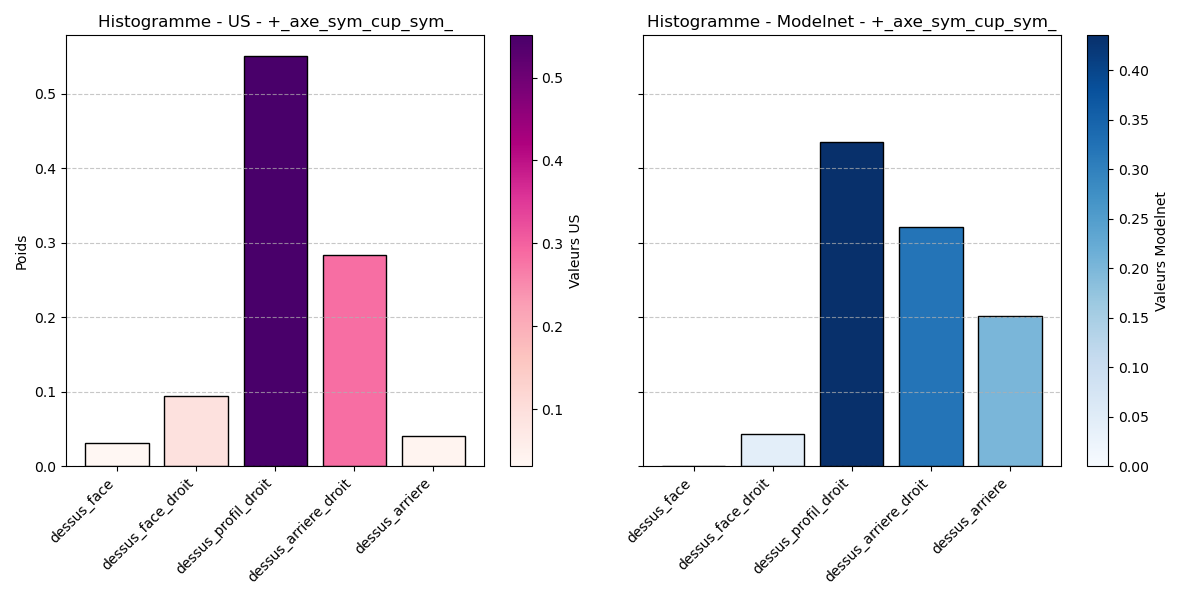 Histogramme - US - +_axe_sym_cup_sym_
Poids
0.5
0.4
0.3
0.2
0.1
0.0
dessus_face
dessus_face_droit
dessus_profil_droit
dessus_arriere_droit
dessus_arriere
0.5
0.4
0.3
0.2
0.1
Valeurs US
Histogramme - Modelnet - +_axe_sym_cup_sym_
dessus_face
dessus_face_droit
dessus_profil_droit
dessus_arriere_droit
dessus_arriere
0.40
0.35
0.30
0.25
0.20
0.15
0.10
0.05
0.00
Valeurs Modelnet